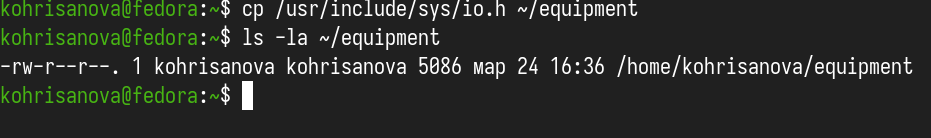 kohrisanova@fedora:~$ cp /usr/include/sys/io.h ~/equipment
kohrisanova@fedora:~$ ls -la ~/equipment
-rw-r--r--. 1 kohrisanova kohrisanova 5086 мар 24 16:36 /home/kohrisanova/equipment
kohrisanova@fedora:~$